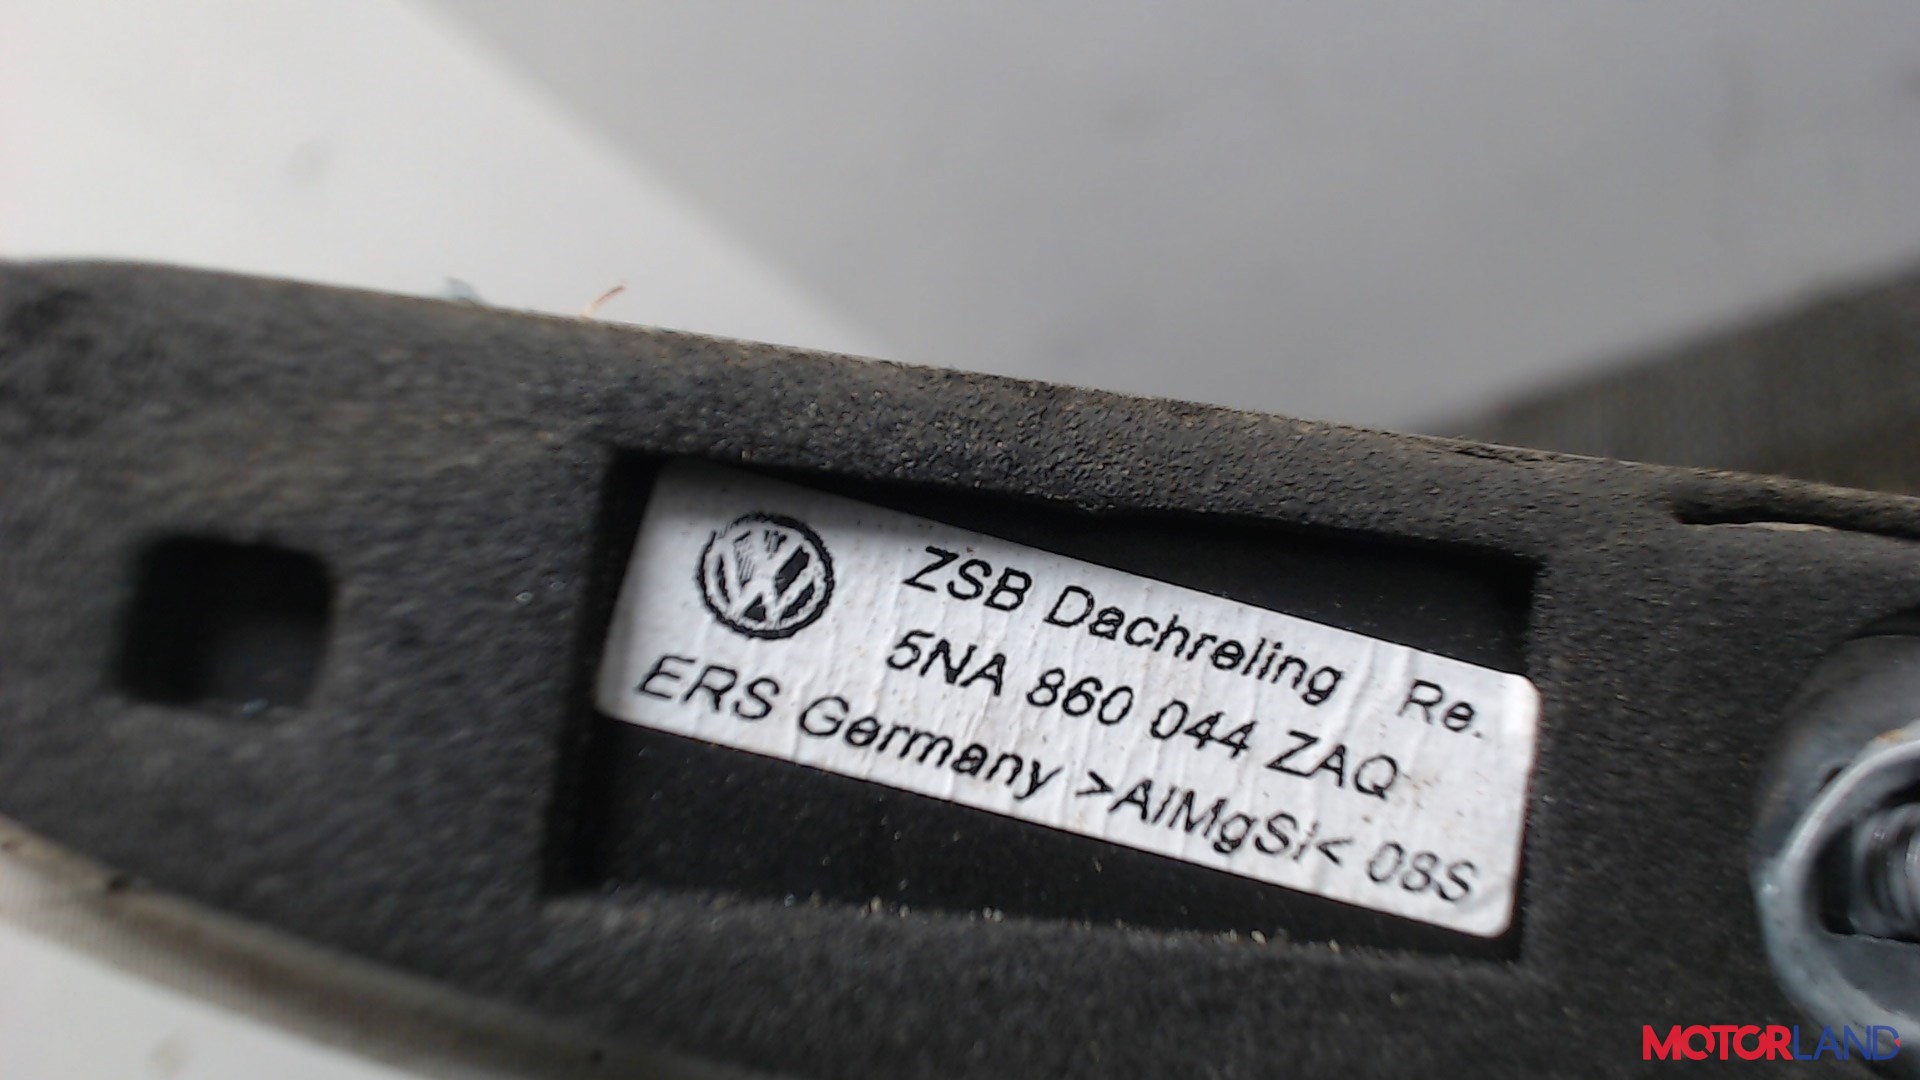 ZSB Dachreling Re.
5NA 860 044 ZAQ
ERS Germany >AlMgSi< 08S
MOTORLAND